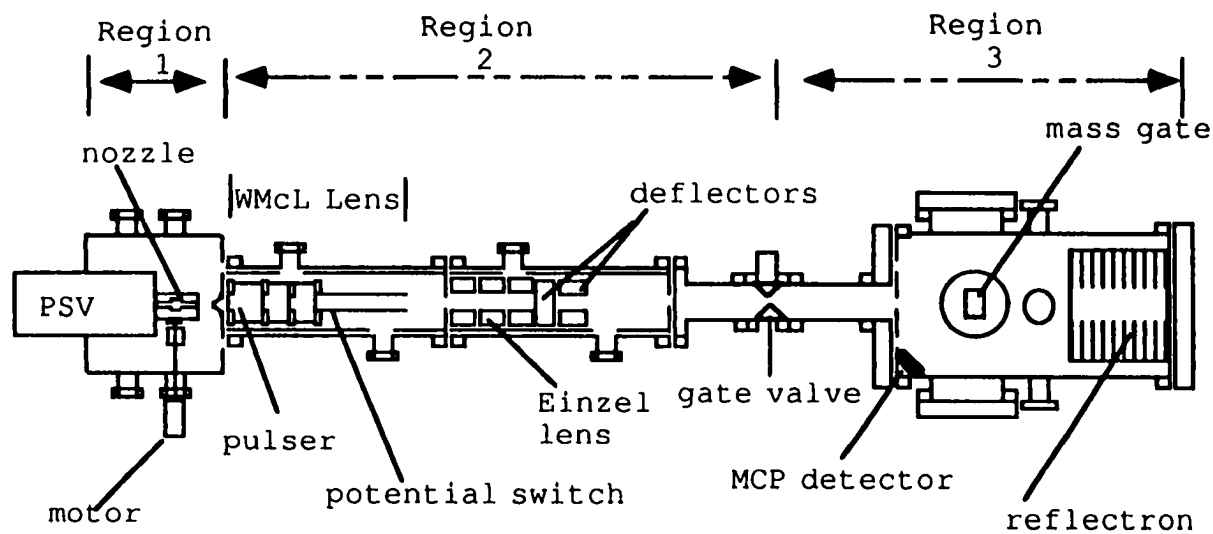 Region
1
Region
2
Region
3
nozzle
WMcL Lens
deflectors
mass gate
PSV
pulser
Einzel
lens
gate valve
motor
potential switch
MCP detector
reflectron